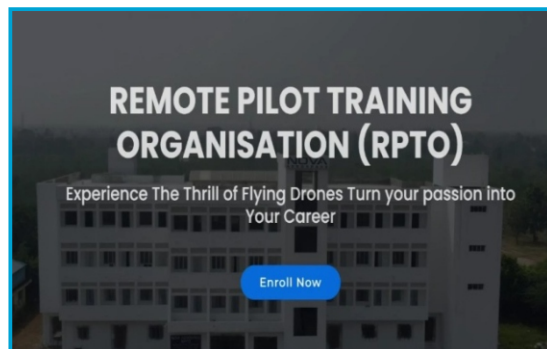 REMOTE PILOT TRAINING
ORGANISATION (RPTO)
Experience The Thrill of Flying Drones Turn your passion into
Your Career
Enroll Now